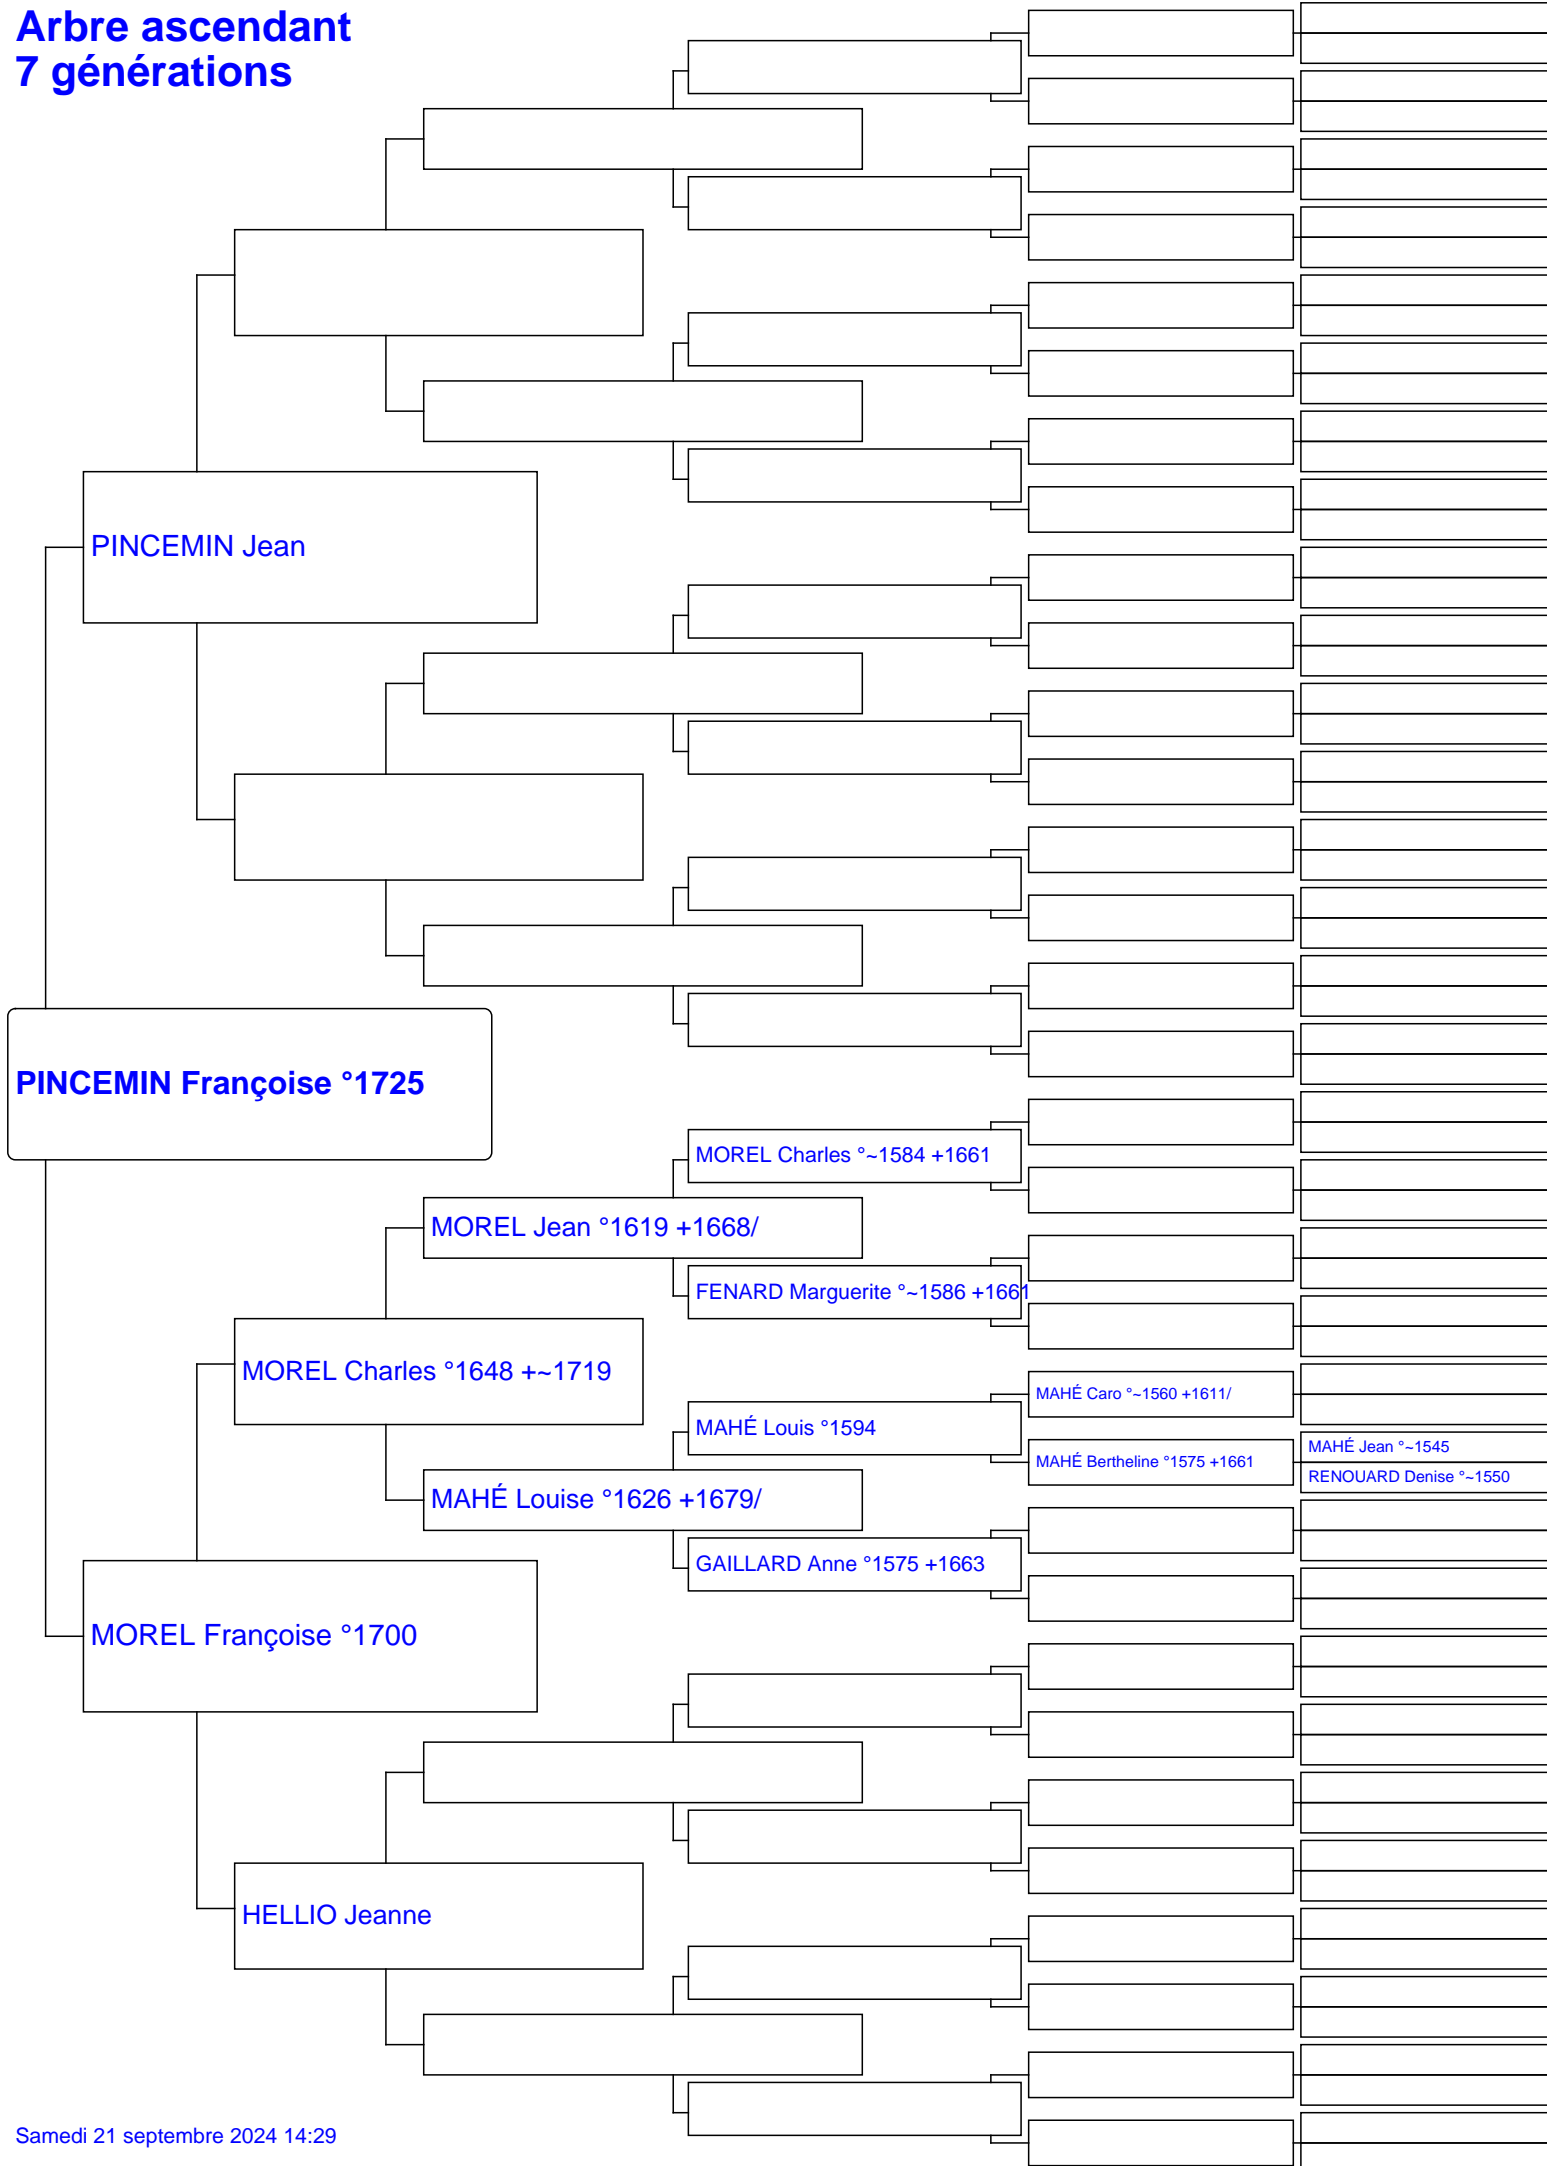 Arbre ascendant
7 générations
PINCEMIN Jean
PINCEMIN Françoise °1725
MOREL Charles °~1584 +1661
MOREL Jean °1619 +1668/
FENARD Marguerite °~1586 +1661
MOREL Charles °1648 +~1719
MAHÉ Caro °~1560 +1611/
MAHÉ Louis °1594
MAHÉ Jean °~1545
MAHÉ Bertheline °1575 +1661
RENOUARD Denise °~1550
MAHÉ Louise °1626 +1679/
GAILLARD Anne °1575 +1663
MOREL Françoise °1700
HELLIO Jeanne
Samedi 21 septembre 2024 14:29